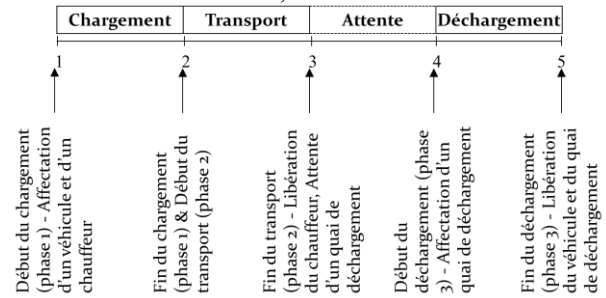 Chargement Transport Attente Déchargement
1 2 3 4 5
Début du chargement
(phase 1) - Affectation
d'un véhicule et d'un
chauffeur
Fin du chargement
(phase 1) & Début du
transport (phase 2)
Fin du transport
(phase 2) - Libération
du chauffeur, Attente
d'un quai de
déchargement
Début du
déchargement (phase
3) - Affectation d'un
quai de déchargement
Fin du déchargement
(phase 3) - Libération
du véhicule et du quai
de déchargement